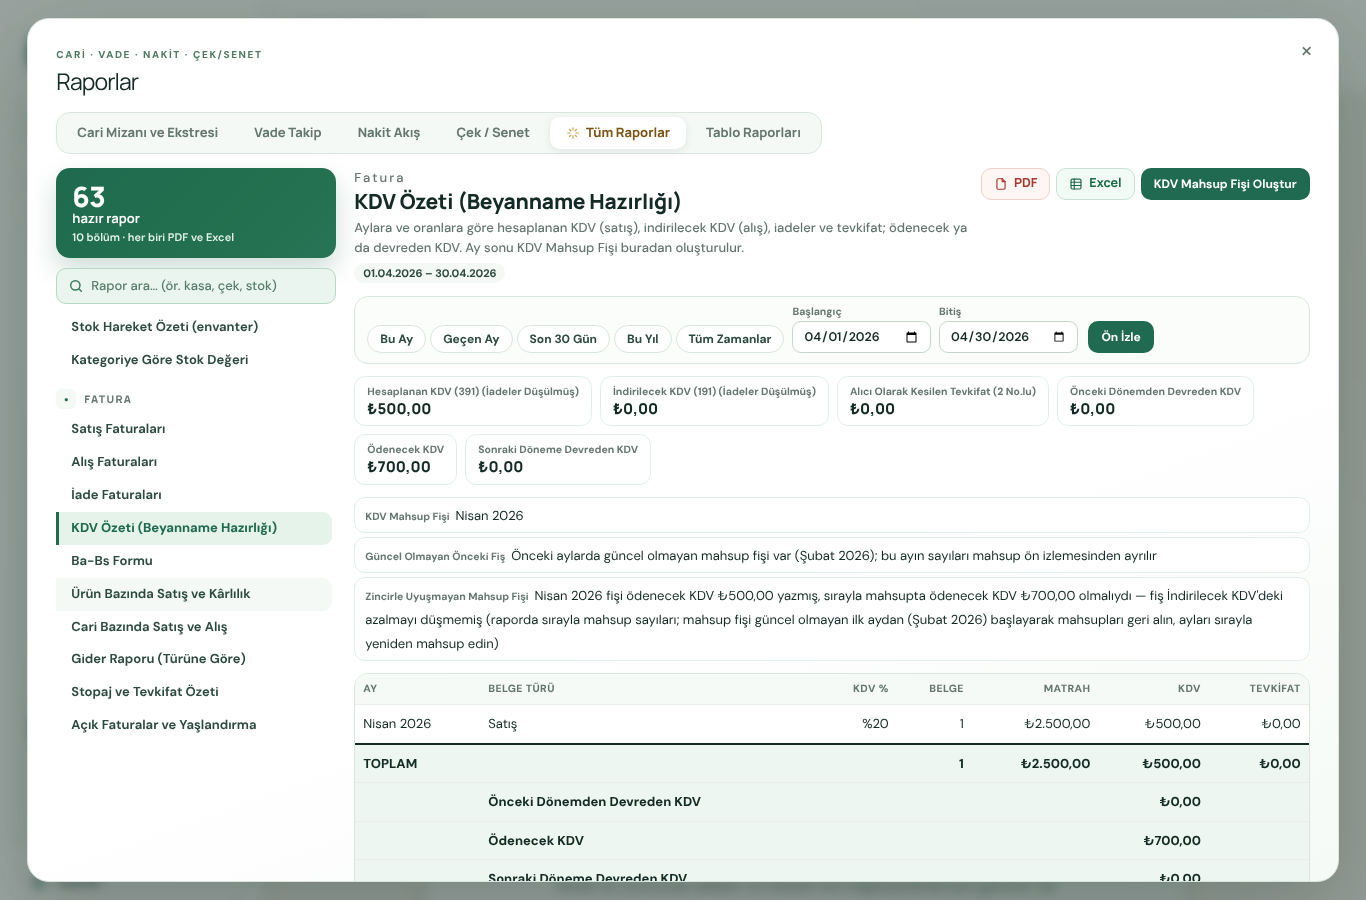 CARİ · VADE · NAKİT · ÇEK/SENET
Raporlar
Cari Mizanı ve Ekstresi Vade Takip Nakit Akış Çek / Senet Tüm Raporlar Tablo Raporları
63
hazır rapor
10 bölüm · her biri PDF ve Excel
Rapor ara… (ör. kasa, çek, stok)
Stok Hareket Özeti (envanter)
Kategoriye Göre Stok Değeri
FATURA
Satış Faturaları
Alış Faturaları
İade Faturaları
KDV Özeti (Beyanname Hazırlığı)
Ba-Bs Formu
Ürün Bazında Satış ve Kârlılık
Cari Bazında Satış ve Alış
Gider Raporu (Türüne Göre)
Stopaj ve Tevkifat Özeti
Açık Faturalar ve Yaşlandırma
Fatura
KDV Özeti (Beyanname Hazırlığı)
PDF Excel KDV Mahsup Fişi Oluştur
Aylara ve oranlara göre hesaplanan KDV (satış), indirilecek KDV (alış), iadeler ve tevkifat; ödenecek ya
da devreden KDV. Ay sonu KDV Mahsup Fişi buradan oluşturulur.
01.04.2026 – 30.04.2026
Başlangıç Bitiş
Bu Ay Geçen Ay Son 30 Gün Bu Yıl Tüm Zamanlar 04/01/2026 04/30/2026 Ön İzle
Hesaplanan KDV (391) (İadeler Düşülmüş) İndirilecek KDV (191) (İadeler Düşülmüş) Alıcı Olarak Kesilen Tevkifat (2 No.lu) Önceki Dönemden Devreden KDV
₺500,00 ₺0,00 ₺0,00 ₺0,00
Ödenecek KDV Sonraki Döneme Devreden KDV
₺700,00 ₺0,00
KDV Mahsup Fişi Nisan 2026
Güncel Olmayan Önceki Fiş Önceki aylarda güncel olmayan mahsup fişi var (Şubat 2026); bu ayın sayıları mahsup ön izlemesinden ayrılır
Zincirle Uyuşmayan Mahsup Fişi Nisan 2026 fişi ödenecek KDV ₺500,00 yazmış, sırayla mahsupta ödenecek KDV ₺700,00 olmalıydı — fiş İndirilecek KDV'deki
azalmayı düşmemiş (raporda sırayla mahsup sayıları; mahsup fişi güncel olmayan ilk aydan (Şubat 2026) başlayarak mahsupları geri alın, ayları sırayla
yeniden mahsup edin)
AY BELGE TÜRÜ KDV % BELGE MATRAH KDV TEVKİFAT
Nisan 2026 Satış %20 1 ₺2.500,00 ₺500,00 ₺0,00
TOPLAM 1 ₺2.500,00 ₺500,00 ₺0,00
Önceki Dönemden Devreden KDV ₺0,00
Ödenecek KDV ₺700,00
Sonraki Döneme Devreden KDV ₺0,00